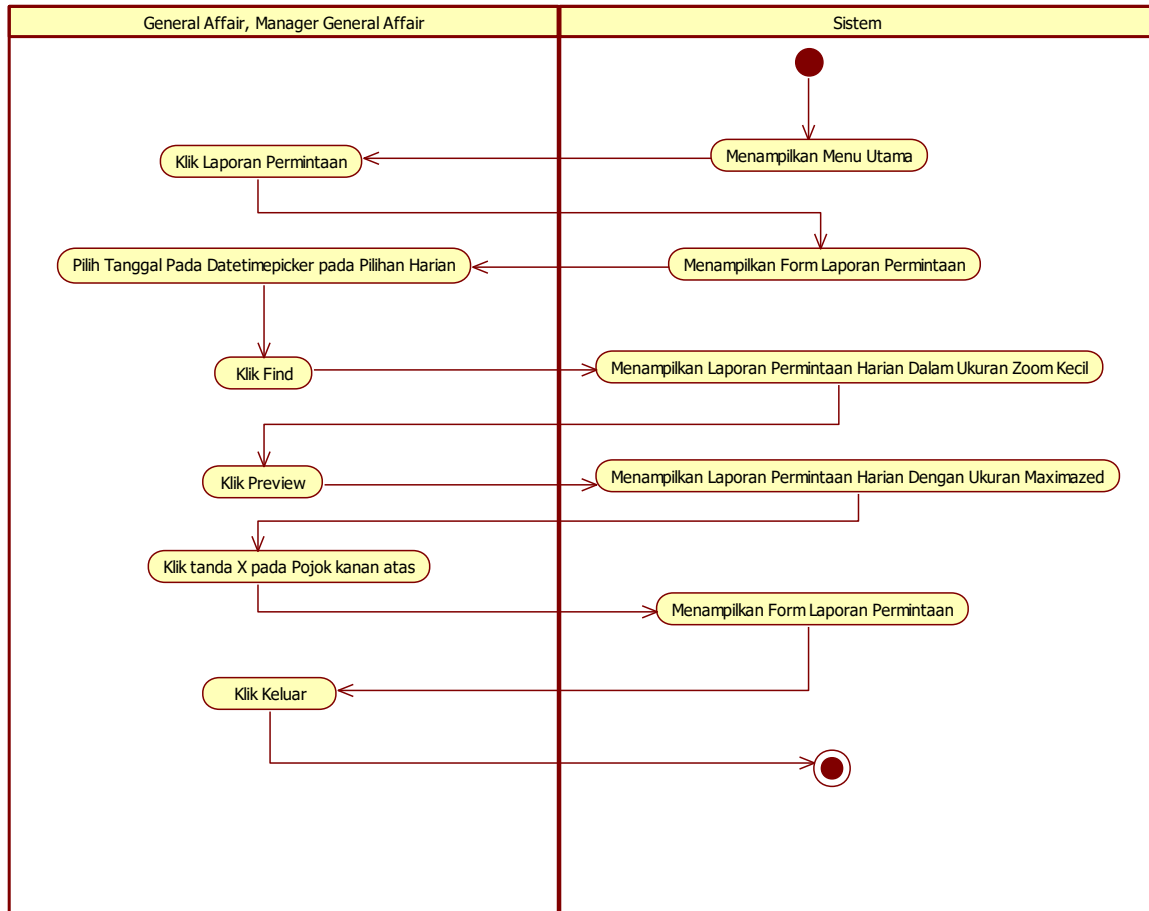 General Affair, Manager General Affair
Sistem
Menampilkan Menu Utama
Klik Laporan Permintaan
Menampilkan Form Laporan Permintaan
Pilih Tanggal Pada Datetimepicker pada Pilihan Harian
Klik Find
Menampilkan Laporan Permintaan Harian Dalam Ukuran Zoom Kecil
Klik Preview
Menampilkan Laporan Permintaan Harian Dengan Ukuran Maximazed
Klik tanda X pada Pojok kanan atas
Menampilkan Form Laporan Permintaan
Klik Keluar